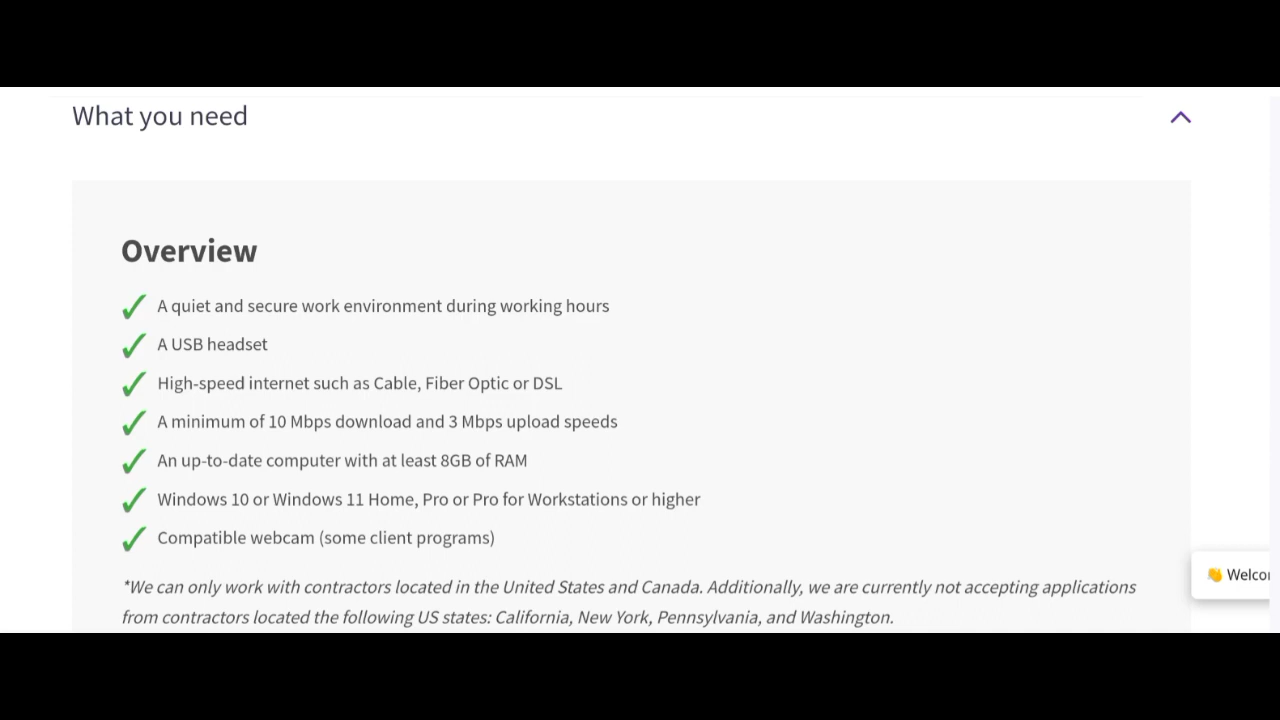 What you need
Overview
A quiet and secure work environment during working hours
A USB headset
High-speed internet such as Cable, Fiber Optic or DSL
A minimum of 10 Mbps download and 3 Mbps upload speeds
An up-to-date computer with at least 8GB of RAM
Windows 10 or Windows 11 Home, Pro or Pro for Workstations or higher
Compatible webcam (some client programs)
*We can only work with contractors located in the United States and Canada. Additionally, we are currently not accepting applications
from contractors located the following US states: California, New York, Pennsylvania, and Washington.
👋 Welco